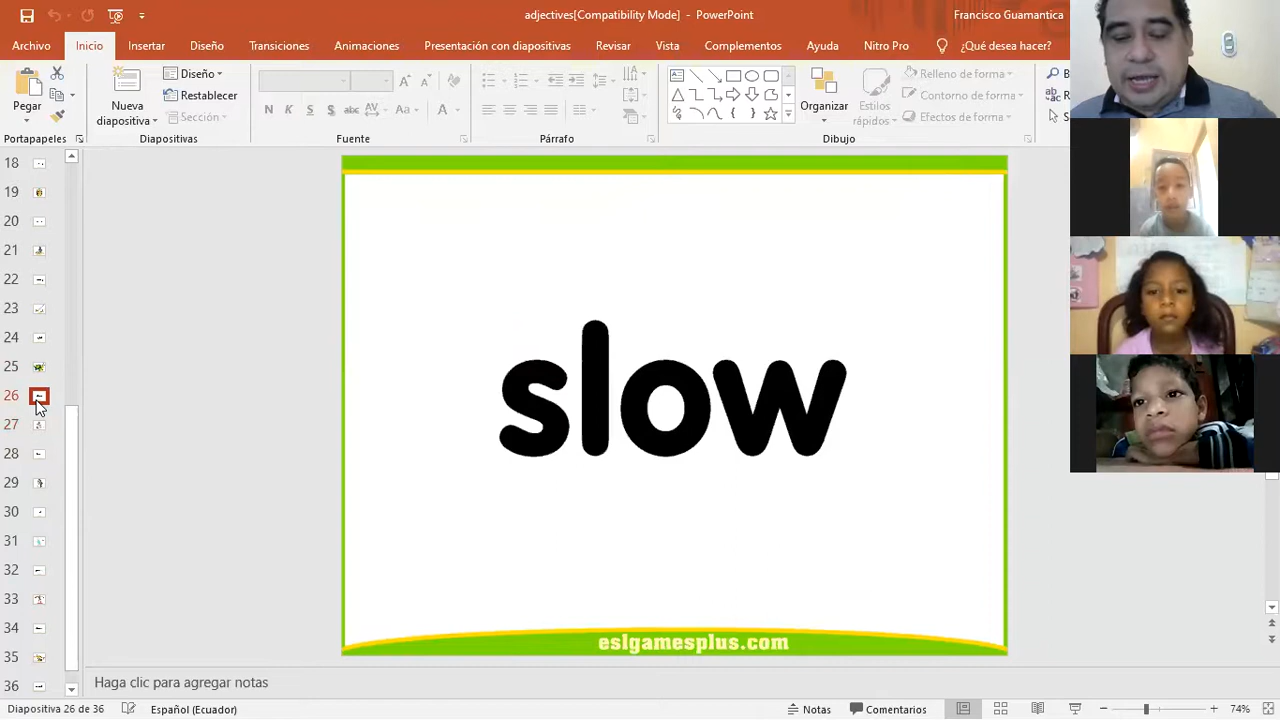 adjectives[Compatibility Mode] - PowerPoint
Francisco Guamantica
Archivo Inicio Insertar Diseño Transiciones Animaciones Presentación con diapositivas Revisar Vista Complementos Ayuda Nitro Pro ¿Qué desea hacer?
Pegar
Nueva diapositiva
Diseño
Restablecer
Sección
N K S abc AV Aa A
Organizar
Estilos rápidos
Relleno de forma
Contorno de forma
Efectos de forma
Portapapeles Diapositivas Fuente Párrafo Dibujo
18
19
20
21
22
23
24
25
26
27
28
29
30
31
32
33
34
35
36
slow
eslgamesplus.com
Haga clic para agregar notas
Diapositiva 26 de 36 Español (Ecuador) Notas Comentarios 74%